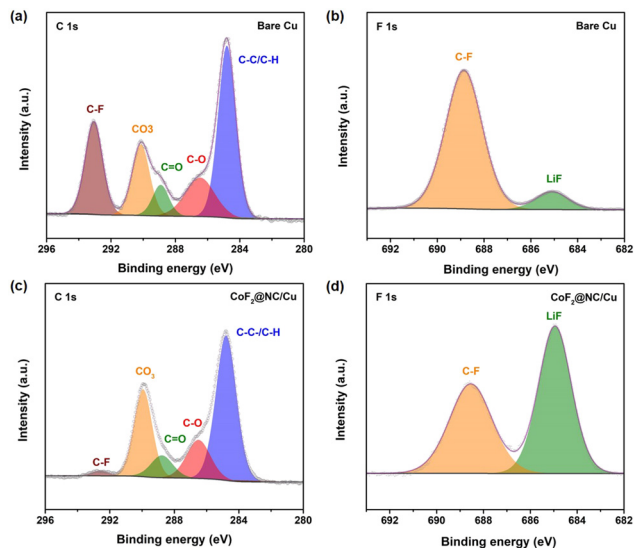 (a)
C 1s
Bare Cu
C-C/C-H
C-F
CO3
C=O
C-O
Intensity (a.u.)
296 292 288 284 280
Binding energy (eV)
(b)
F 1s
Bare Cu
C-F
LiF
Intensity (a.u.)
692 690 688 686 684 682
Binding energy (eV)
(c)
C 1s
CoF₂@NC/Cu
C-C-/C-H
CO₃
C=O
C-O
C-F
Intensity (a.u.)
296 292 288 284 280
Binding energy (eV)
(d)
F 1s
CoF₂@NC/Cu
LiF
C-F
Intensity (a.u.)
692 690 688 686 684 682
Binding energy (eV)